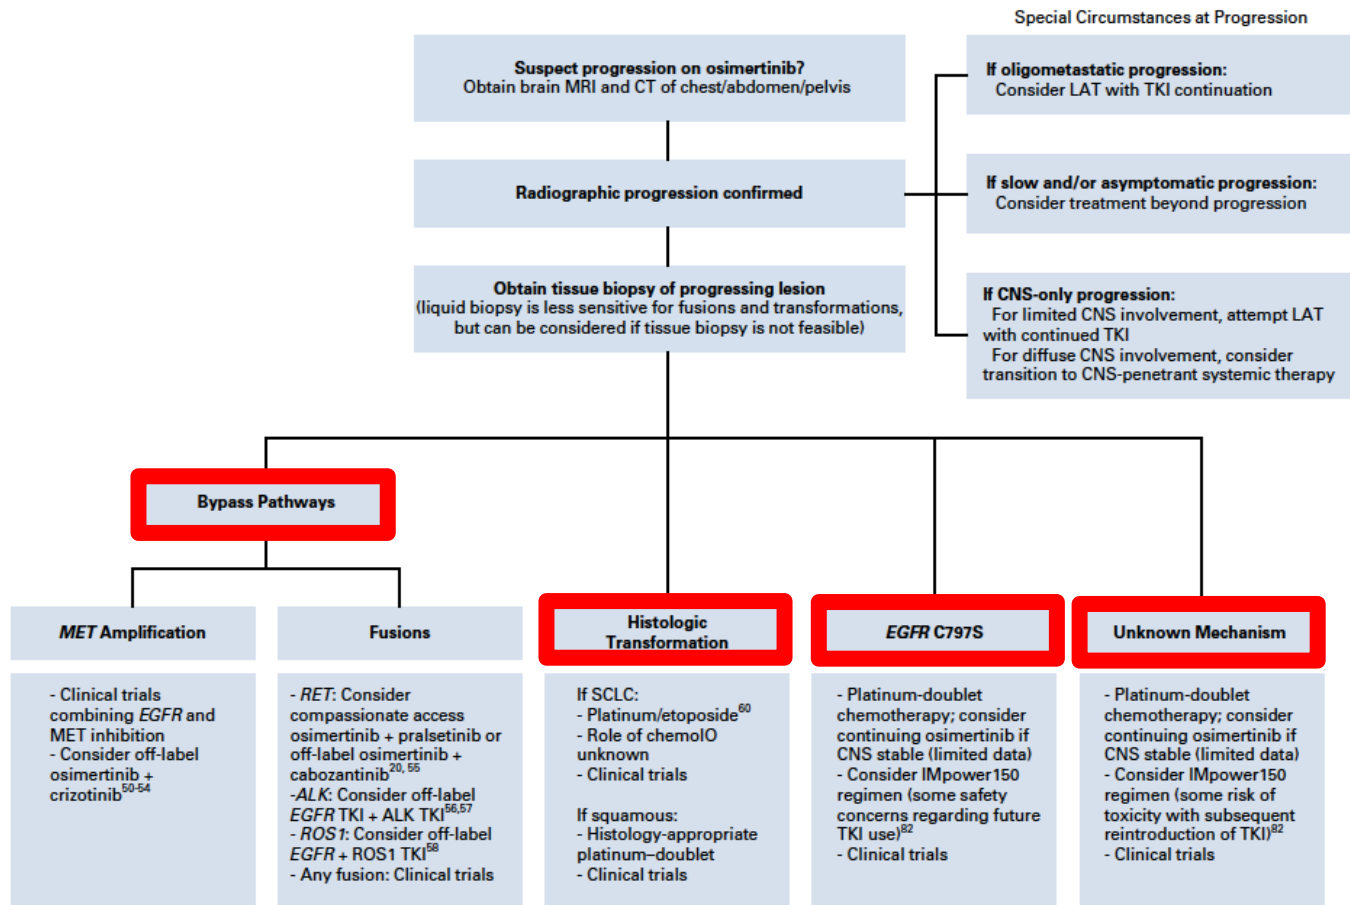 Special Circumstances at Progression
Suspect progression on osimertinib?
Obtain brain MRI and CT of chest/abdomen/pelvis
If oligometastatic progression:
Consider LAT with TKI continuation
Radiographic progression confirmed
If slow and/or asymptomatic progression:
Consider treatment beyond progression
Obtain tissue biopsy of progressing lesion
(liquid biopsy is less sensitive for fusions and transformations,
but can be considered if tissue biopsy is not feasible)
If CNS-only progression:
For limited CNS involvement, attempt LAT
with continued TKI
For diffuse CNS involvement, consider
transition to CNS-penetrant systemic therapy
Bypass Pathways
MET Amplification
- Clinical trials
combining EGFR and
MET inhibition
- Consider off-label
osimertinib +
crizotinib50-54
Fusions
- RET: Consider
compassionate access
osimertinib + pralsetinib or
off-label osimertinib +
cabozantinib20, 55
-ALK: Consider off-label
EGFR TKI + ALK TKI56,57
- ROS1: Consider off-label
EGFR + ROS1 TKI58
- Any fusion: Clinical trials
Histologic
Transformation
If SCLC:
- Platinum/etoposide60
- Role of chemoIO
unknown
- Clinical trials
If squamous:
- Histology-appropriate
platinum–doublet
- Clinical trials
EGFR C797S
- Platinum-doublet
chemotherapy; consider
continuing osimertinib if
CNS stable (limited data)
- Consider IMpower150
regimen (some safety
concerns regarding future
TKI use)82
- Clinical trials
Unknown Mechanism
- Platinum-doublet
chemotherapy; consider
continuing osimertinib if
CNS stable (limited data)
- Consider IMpower150
regimen (some risk of
toxicity with subsequent
reintroduction of TKI)82
- Clinical trials